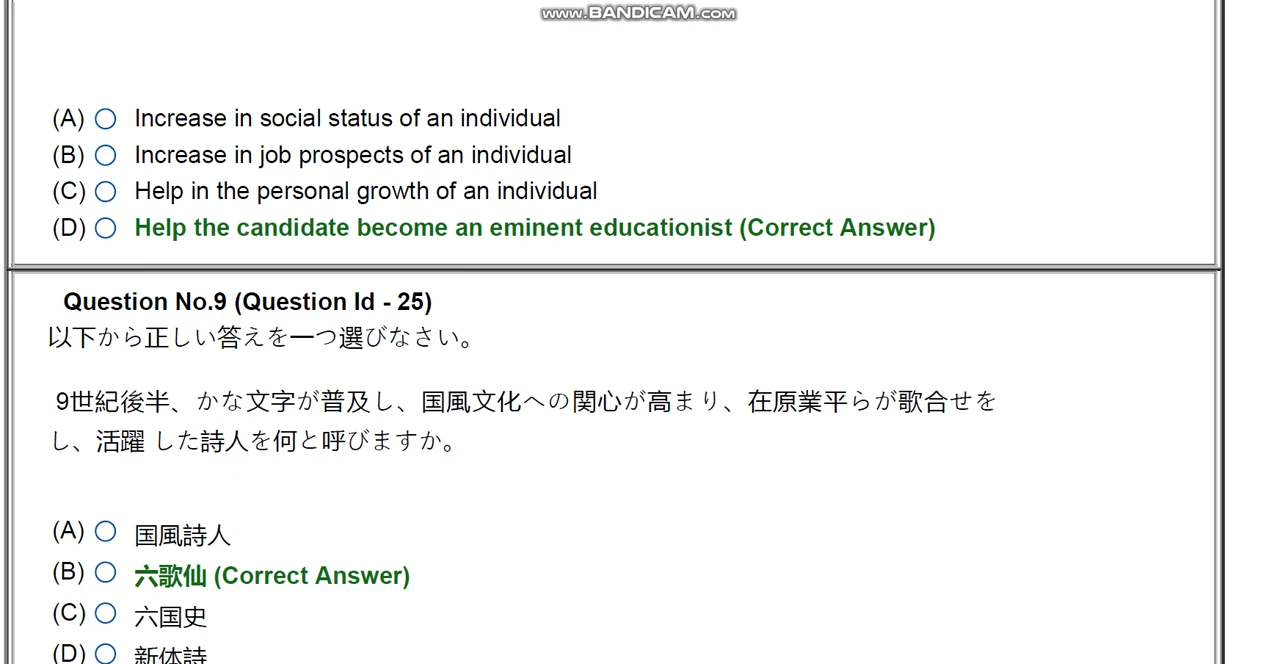 www.BANDICAM.com
(A) Increase in social status of an individual
(B) Increase in job prospects of an individual
(C) Help in the personal growth of an individual
(D) Help the candidate become an eminent educationist (Correct Answer)
Question No.9 (Question Id - 25)
以下から正しい答えを一つ選びなさい。
9世紀後半、かな文字が普及し、国風文化への関心が高まり、在原業平らが歌合せを
し、活躍 した詩人を何と呼びますか。
(A) 国風詩人
(B) 六歌仙 (Correct Answer)
(C) 六国史
(D) 新体詩